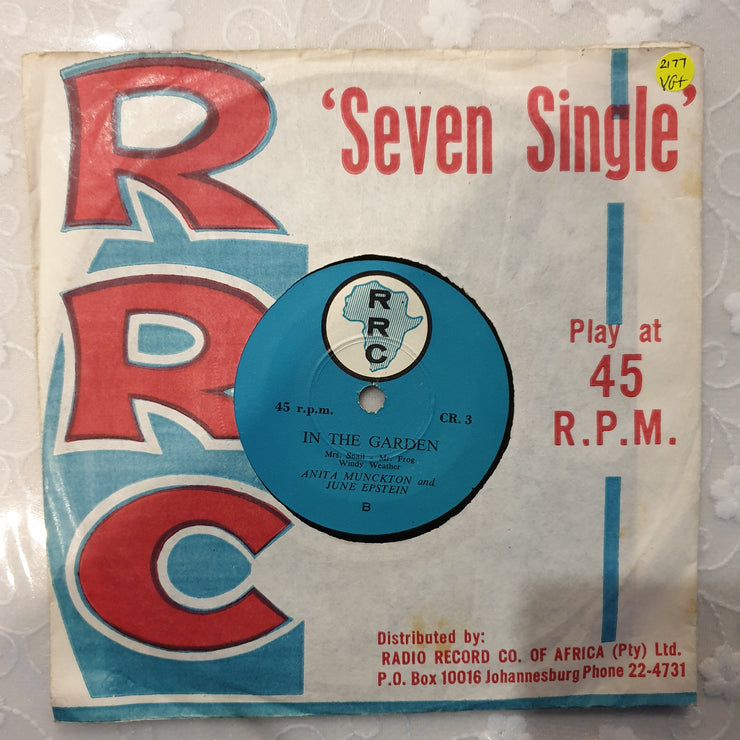 R
R
C
'Seven Single'
2177
VG+
Play at
45
R.P.M.
R
R
C
45 r.p.m.
CR. 3
IN THE GARDEN
Mrs. Snail - Mr. Frog
Windy Weather
ANITA MUNCKTON and
JUNE EPSTEIN
B
Distributed by:
RADIO RECORD CO. OF AFRICA (Pty) Ltd.
P.O. Box 10016 Johannesburg Phone 22-4731